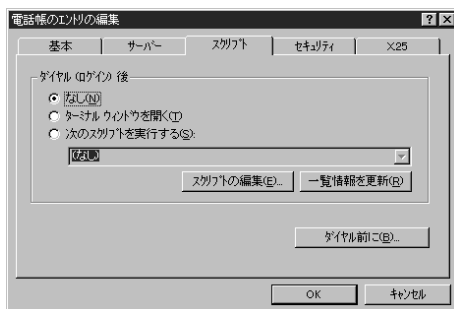 電話帳のエントリの編集
基本 サーバー スクリプト セキュリティ X25
ダイヤル (ログイン) 後
なし(N)
ターミナル ウィンドウを開く(T)
次のスクリプトを実行する(S):
(なし)
スクリプトの編集(E)... 一覧情報を更新(R)
ダイヤル前に(B)...
OK キャンセル